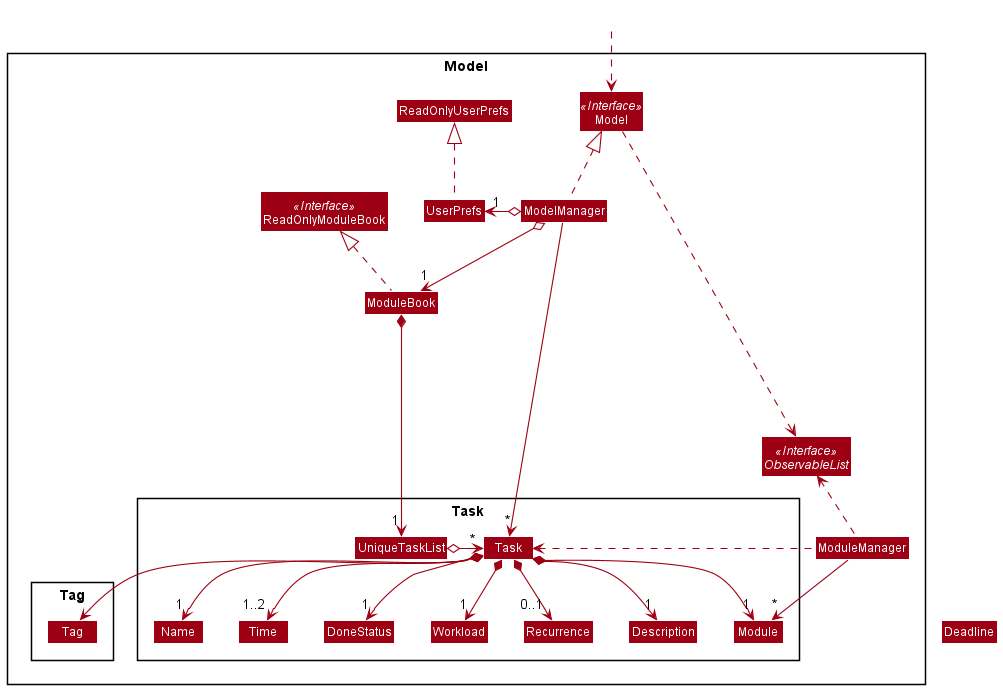 Model
ReadOnlyUserPrefs
«Interface»
Model
«Interface»
ReadOnlyModuleBook
UserPrefs
1
ModelManager
1
ModuleBook
«Interface»
ObservableList
Task
1
*
UniqueTaskList
*
Task
ModuleManager
Tag
*
1
1..2
1
1
0..1
1
1
*
Tag
Name
Time
DoneStatus
Workload
Recurrence
Description
Module
Deadline